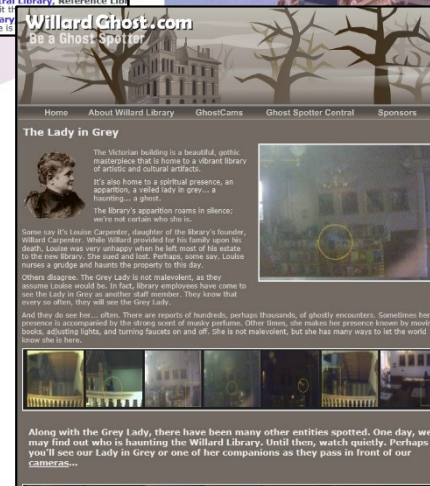 tral Library, Reference Libr
it th
ary
e is
Willard Ghost.com
Be a Ghost Spotter
Home About Willard Library GhostCams Ghost Spotter Central Sponsors
The Lady in Grey
The Victorian building is a beautiful, gothic
masterpiece that is home to a vibrant library
of artistic and cultural artifacts.
It's also home to a spiritual presence, an
apparition, a veiled lady in grey... a
haunting... a ghost.
The library's apparition roams in silence;
we're not certain who she is.
Some say it's Louise Carpenter, daughter of the library's founder,
Willard Carpenter. While Willard provided for his family upon his
death, Louise was very unhappy when he left most of his estate
to the new library. She sued and lost. Perhaps, some say, Louise
nurses a grudge and haunts the property to this day.
Others disagree. The Grey Lady is not malevolent, as they
assume Louise would be. In fact, library employees have come to
see the Lady in Grey as another staff member. They know that
every so often, they will see the Grey Lady.
And they do see her... often. There are reports of hundreds, perhaps thousands, of ghostly encounters. Sometimes her
presence is accompanied by the strong scent of musky perfume. Other times, she makes her presence known by movin
books, adjusting lights, and turning faucets on and off. She is not malevolent, but she has many ways to let the world
know she is here.
Along with the Grey Lady, there have been many other entities spotted. One day, we
may find out who is haunting the Willard Library. Until then, watch quietly. Perhaps
you'll see our Lady in Grey or one of her companions as they pass in front of our
cameras...